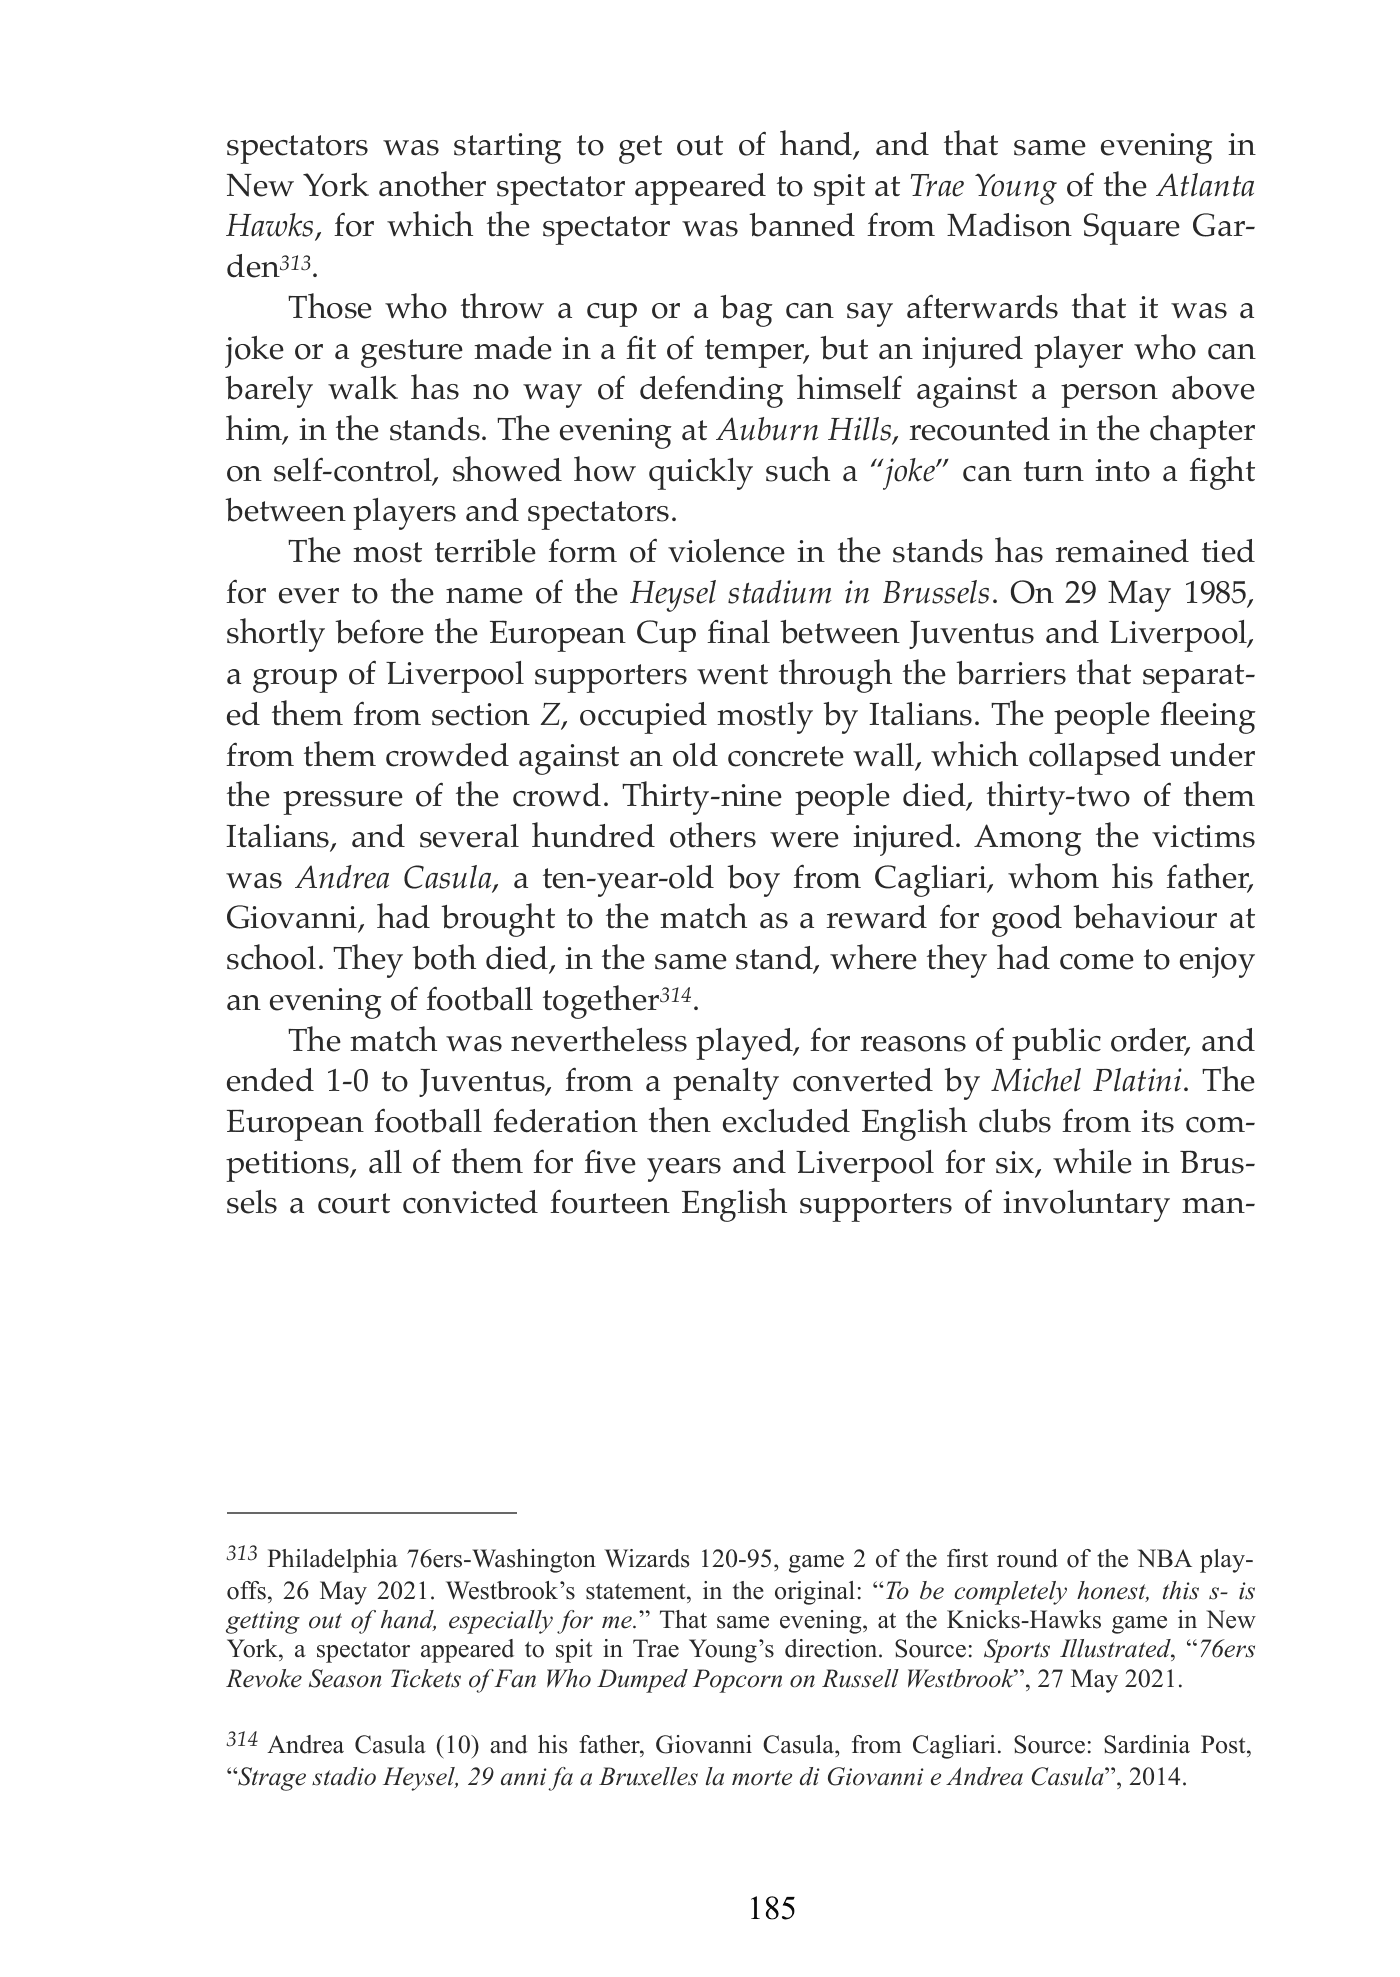 spectators was starting to get out of hand, and that same evening in
New York another spectator appeared to spit at Trae Young of the Atlanta
Hawks, for which the spectator was banned from Madison Square Gar-
den313.
Those who throw a cup or a bag can say afterwards that it was a
joke or a gesture made in a fit of temper, but an injured player who can
barely walk has no way of defending himself against a person above
him, in the stands. The evening at Auburn Hills, recounted in the chapter
on self-control, showed how quickly such a “joke” can turn into a fight
between players and spectators.
The most terrible form of violence in the stands has remained tied
for ever to the name of the Heysel stadium in Brussels. On 29 May 1985,
shortly before the European Cup final between Juventus and Liverpool,
a group of Liverpool supporters went through the barriers that separat-
ed them from section Z, occupied mostly by Italians. The people fleeing
from them crowded against an old concrete wall, which collapsed under
the pressure of the crowd. Thirty-nine people died, thirty-two of them
Italians, and several hundred others were injured. Among the victims
was Andrea Casula, a ten-year-old boy from Cagliari, whom his father,
Giovanni, had brought to the match as a reward for good behaviour at
school. They both died, in the same stand, where they had come to enjoy
an evening of football together314.
The match was nevertheless played, for reasons of public order, and
ended 1-0 to Juventus, from a penalty converted by Michel Platini. The
European football federation then excluded English clubs from its com-
petitions, all of them for five years and Liverpool for six, while in Brus-
sels a court convicted fourteen English supporters of involuntary man-
313 Philadelphia 76ers-Washington Wizards 120-95, game 2 of the first round of the NBA play-
offs, 26 May 2021. Westbrook’s statement, in the original: “To be completely honest, this s- is
getting out of hand, especially for me.” That same evening, at the Knicks-Hawks game in New
York, a spectator appeared to spit in Trae Young’s direction. Source: Sports Illustrated, “76ers
Revoke Season Tickets of Fan Who Dumped Popcorn on Russell Westbrook”, 27 May 2021.
314 Andrea Casula (10) and his father, Giovanni Casula, from Cagliari. Source: Sardinia Post,
“Strage stadio Heysel, 29 anni fa a Bruxelles la morte di Giovanni e Andrea Casula”, 2014.
185